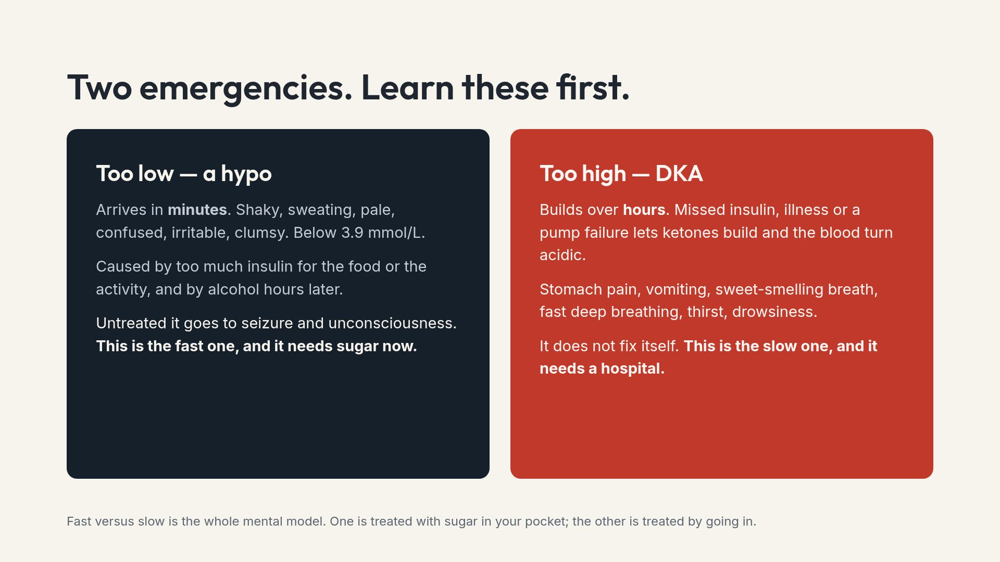 Two emergencies. Learn these first.
Too low — a hypo
Arrives in minutes. Shaky, sweating, pale,
confused, irritable, clumsy. Below 3.9 mmol/L.
Caused by too much insulin for the food or the
activity, and by alcohol hours later.
Untreated it goes to seizure and unconsciousness.
This is the fast one, and it needs sugar now.
Too high — DKA
Builds over hours. Missed insulin, illness or a
pump failure lets ketones build and the blood turn
acidic.
Stomach pain, vomiting, sweet-smelling breath,
fast deep breathing, thirst, drowsiness.
It does not fix itself. This is the slow one, and it
needs a hospital.
Fast versus slow is the whole mental model. One is treated with sugar in your pocket; the other is treated by going in.